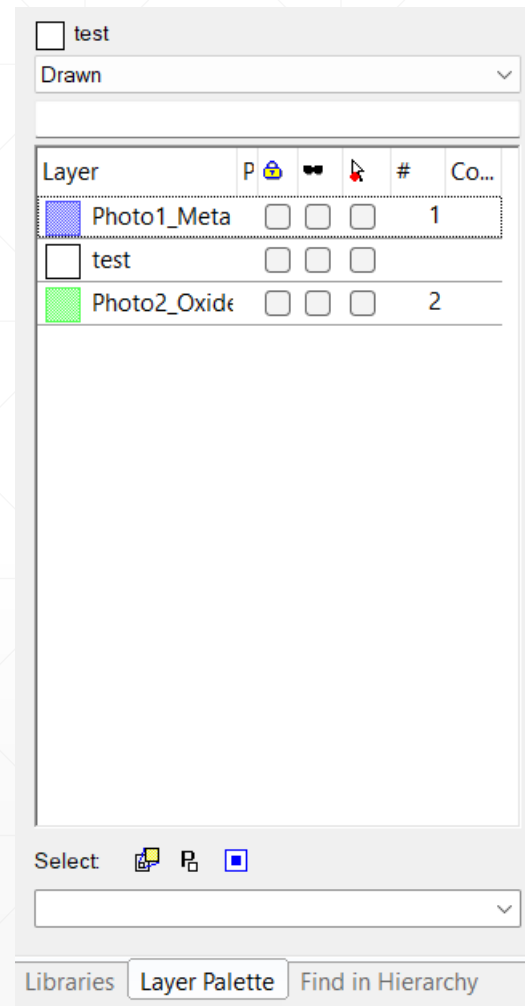 test
Drawn
Layer P # Co...
Photo1_Meta 1
test
Photo2_Oxide 2
Select:
Libraries Layer Palette Find in Hierarchy